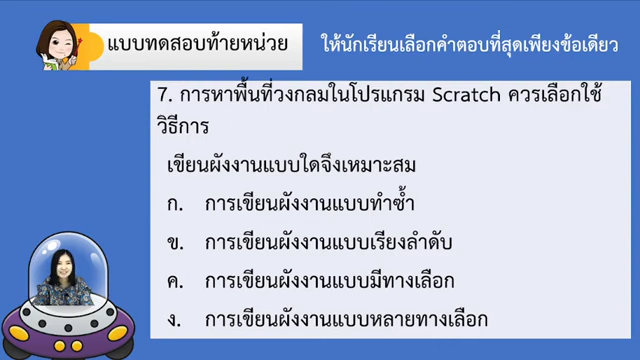 แบบทดสอบท้ายหน่วย
ให้นักเรียนเลือกคำตอบที่สุดเพียงข้อเดียว
7. การหาพื้นที่วงกลมในโปรแกรม Scratch ควรเลือกใช้
วิธีการ
เขียนผังงานแบบใดจึงเหมาะสม
ก. การเขียนผังงานแบบทำซ้ำ
ข. การเขียนผังงานแบบเรียงลำดับ
ค. การเขียนผังงานแบบมีทางเลือก
ง. การเขียนผังงานแบบหลายทางเลือก